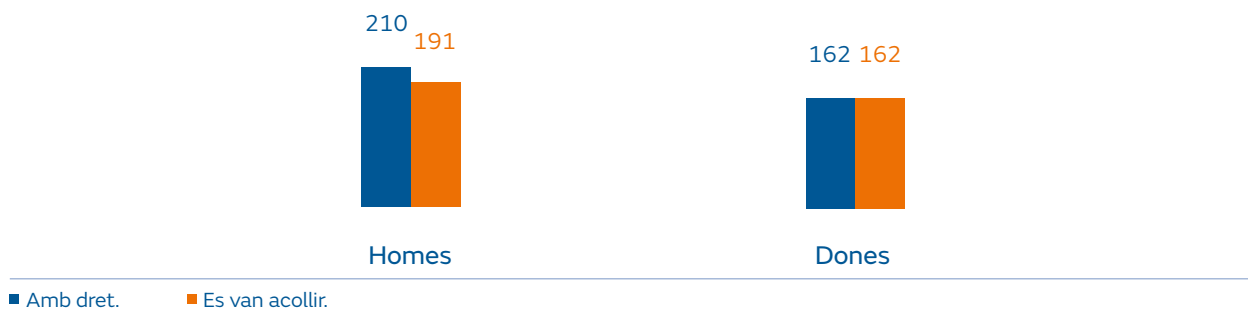 210
191
162 162
Homes
Dones
Amb dret.
Es van acollir.